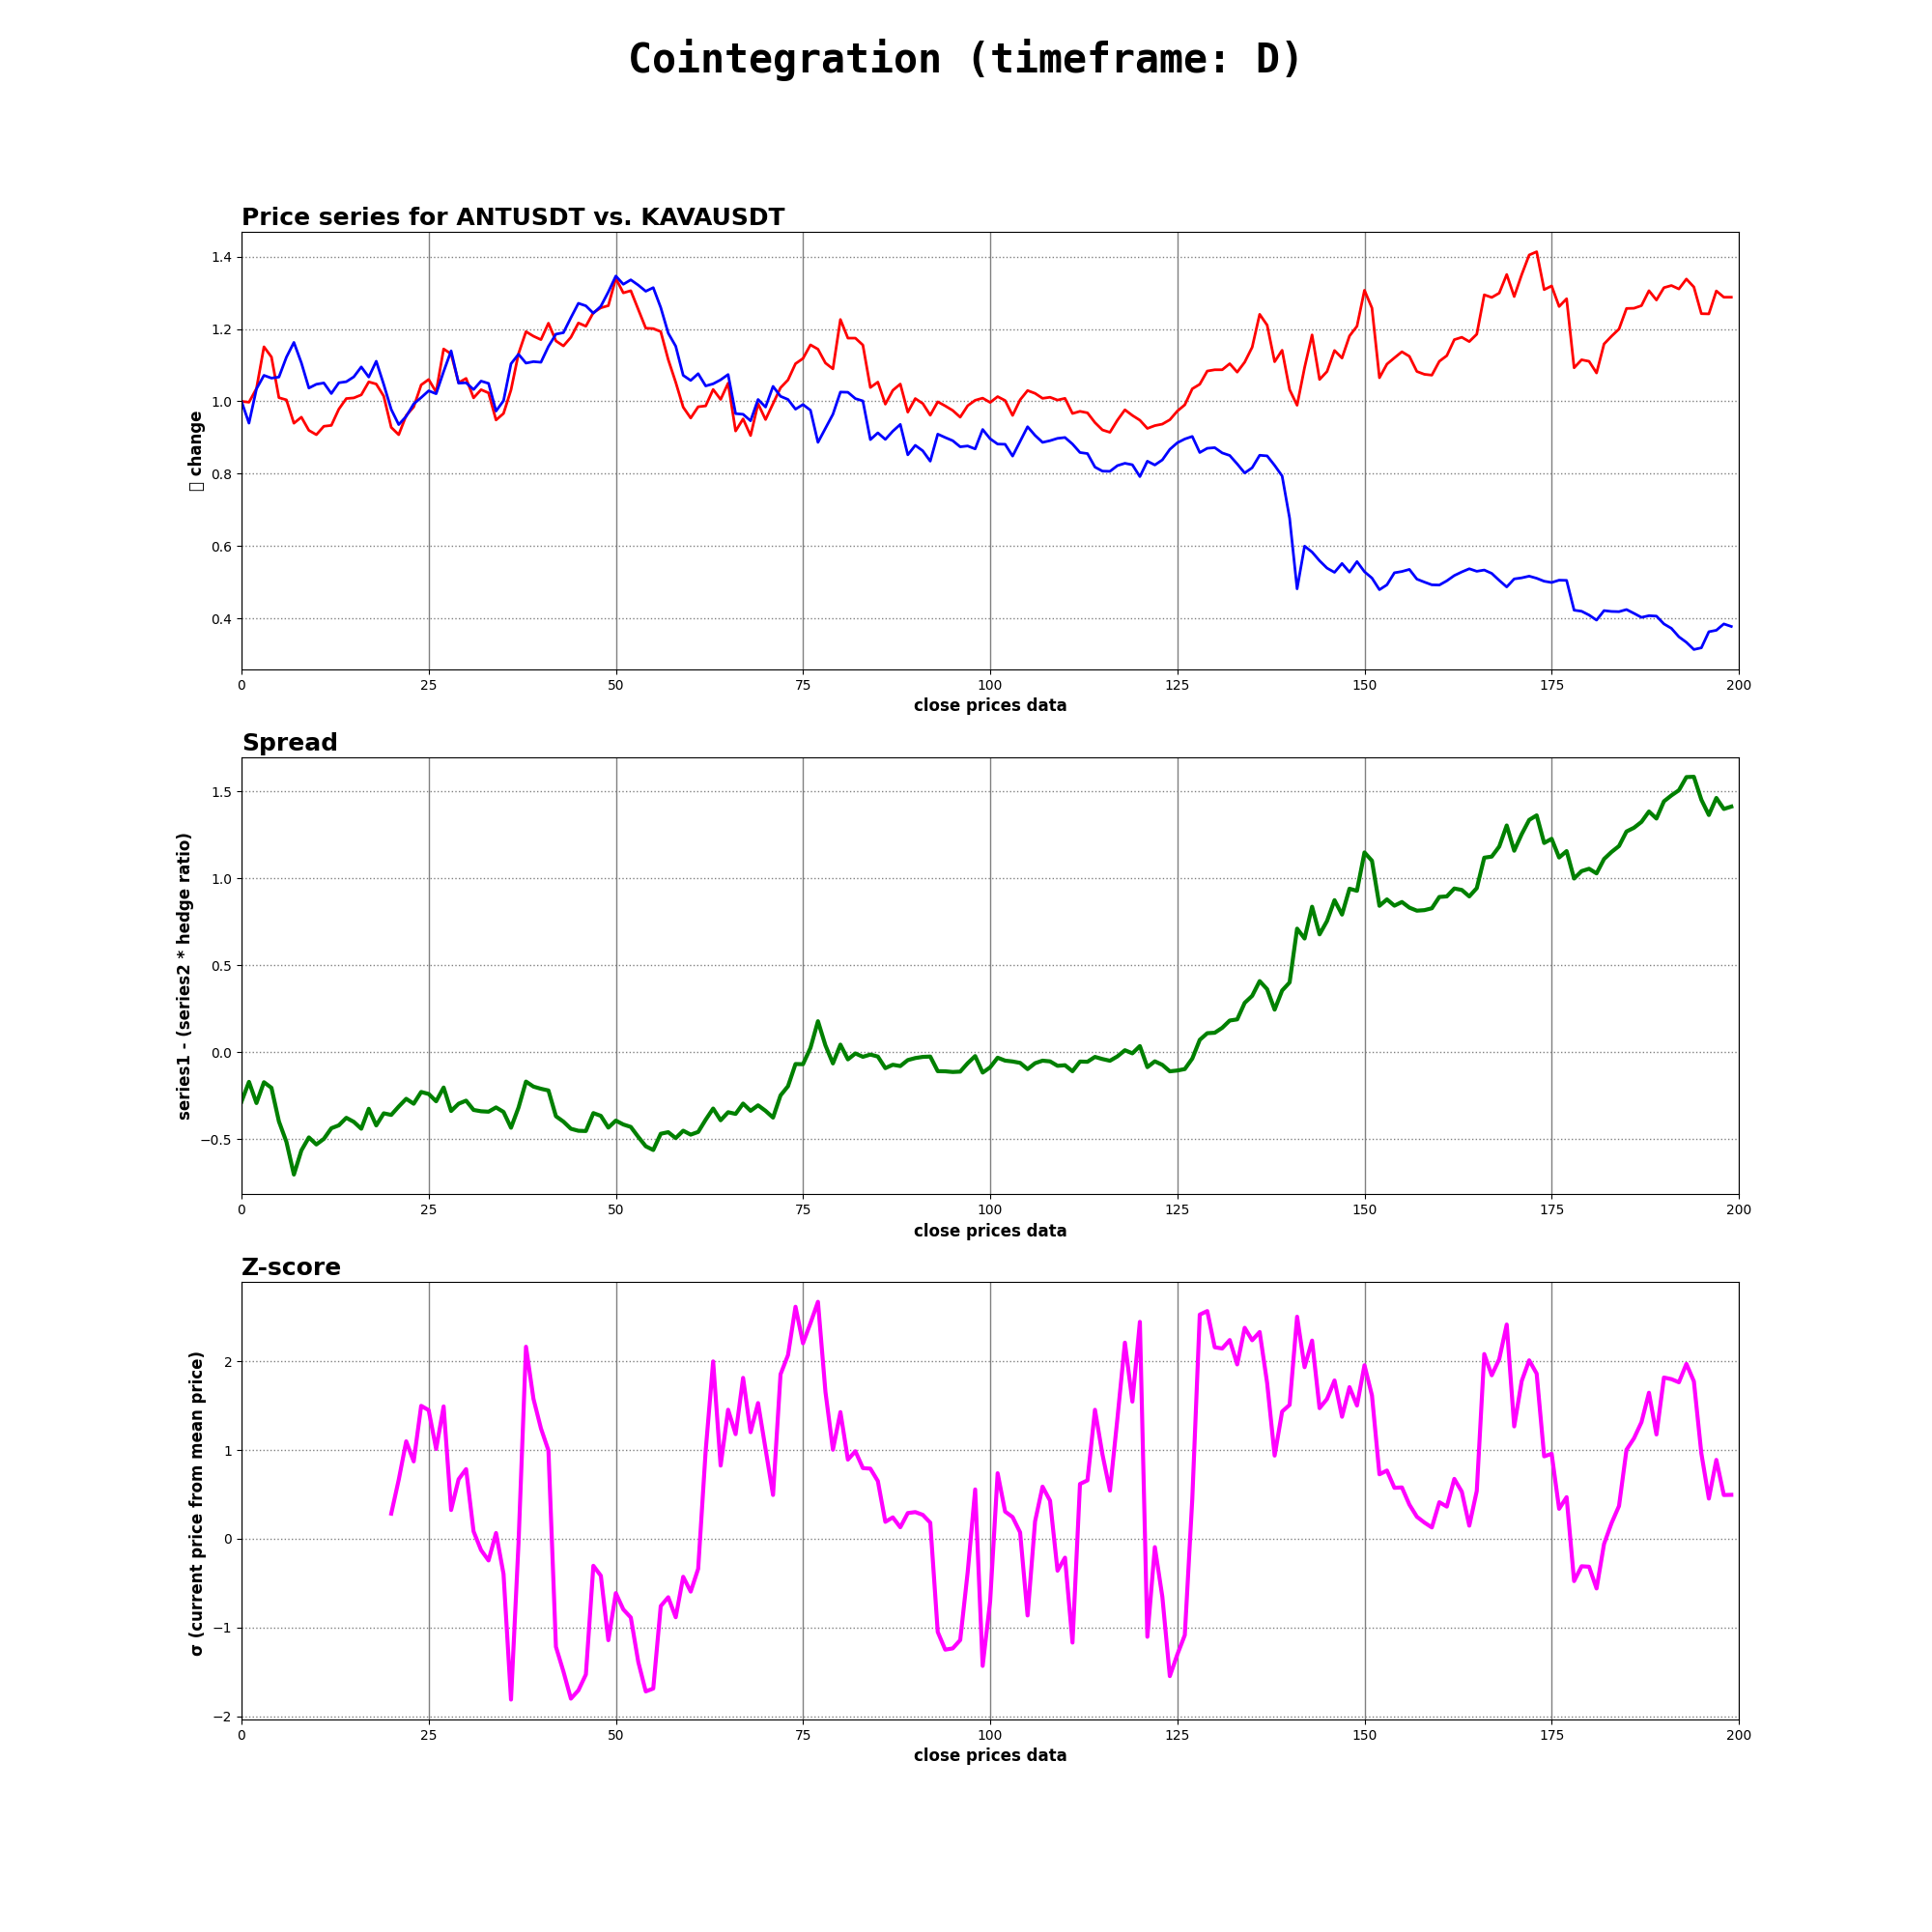 Cointegration (timeframe: D)
Price series for ANTUSDT vs. KAVAUSDT
1.4
1.2
1.0
0.8
0.6
0.4
▯ change
0 25 50 75 100 125 150 175 200
close prices data
Spread
1.5
1.0
0.5
0.0
−0.5
series1 - (series2 * hedge ratio)
0 25 50 75 100 125 150 175 200
close prices data
Z-score
2
1
0
−1
−2
σ (current price from mean price)
0 25 50 75 100 125 150 175 200
close prices data